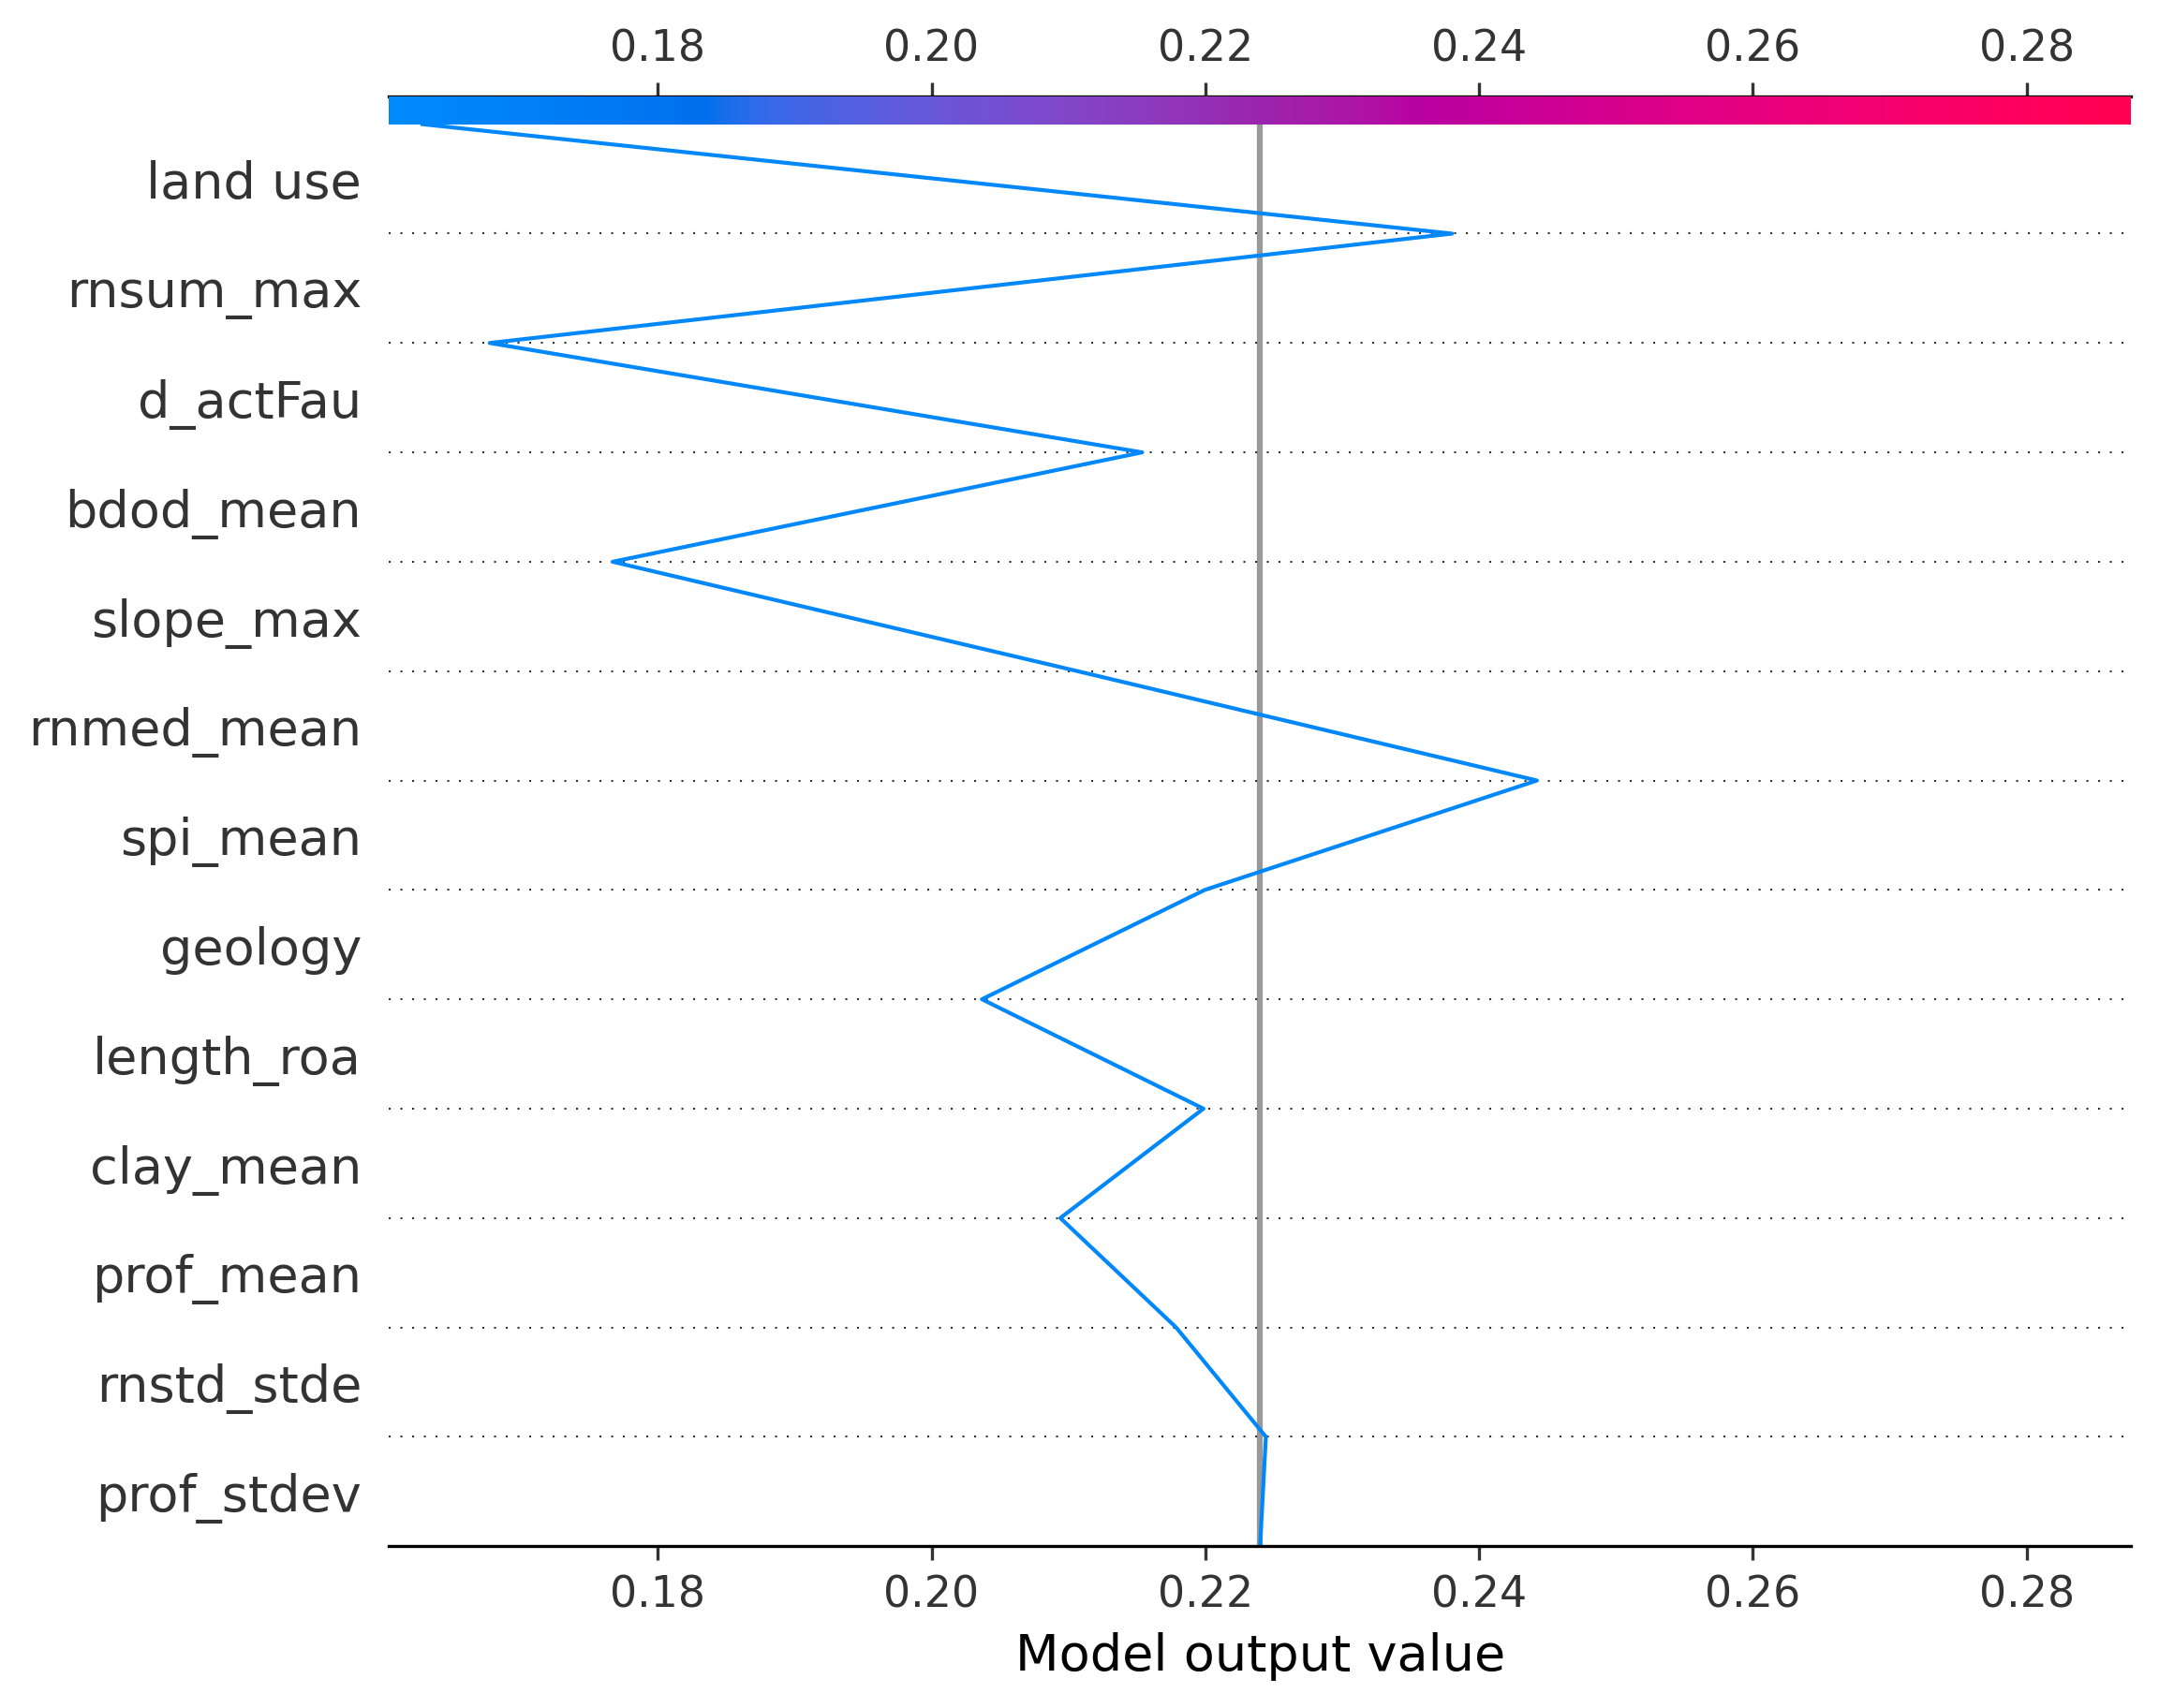 0.18 0.20 0.22 0.24 0.26 0.28
land use
rnsum_max
d_actFau
bdod_mean
slope_max
rnmed_mean
spi_mean
geology
length_roa
clay_mean
prof_mean
rnstd_stde
prof_stdev
0.18 0.20 0.22 0.24 0.26 0.28
Model output value